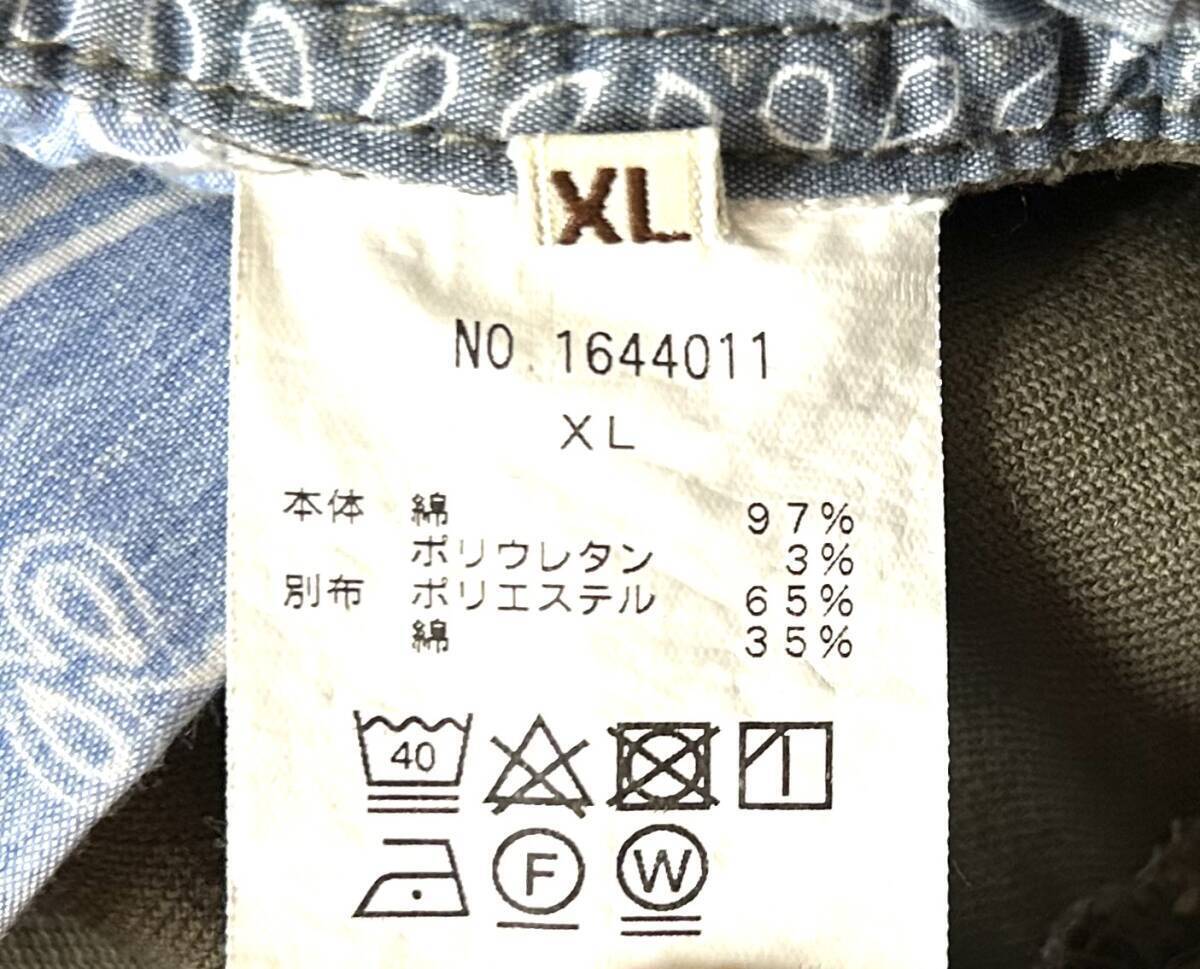 XL
NO. 1644011
XL
本体 綿 97%
ポリウレタン 3%
別布 ポリエステル 65%
綿 35%
40
F W